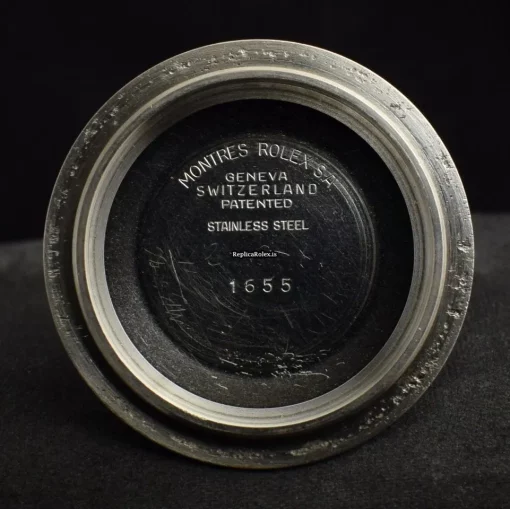 MONTRES ROLEX S.A.
GENEVA
SWITZERLAND
PATENTED
STAINLESS STEEL
ReplicaRolex.is
1655